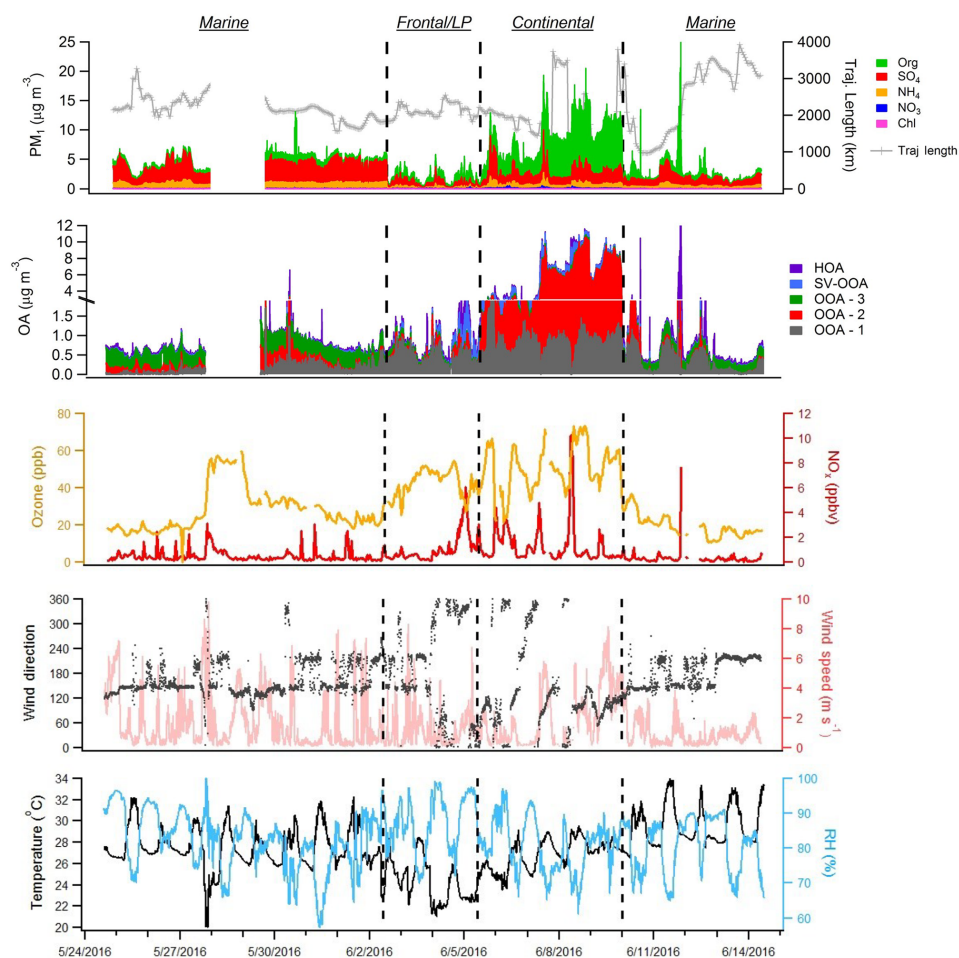 Marine Frontal/LP Continental Marine
PM1 (µg m-3)
25
20
15
10
5
0
4000
3000
2000
1000
0
Traj. Length (km)
Org
SO4
NH4
NO3
Chl
Traj length
OA (µg m-3)
12
10
8
6
4
1.5
1.0
0.5
0.0
HOA
SV-OOA
OOA - 3
OOA - 2
OOA - 1
Ozone (ppb)
80
60
40
20
0
12
10
8
6
4
2
0
NOx (ppbv)
Wind direction
360
300
240
180
120
60
0
10
8
6
4
2
0
Wind speed (m s-1)
Temperature (°C)
34
32
30
28
26
24
22
20
100
90
80
70
60
RH (%)
5/24/2016 5/27/2016 5/30/2016 6/2/2016 6/5/2016 6/8/2016 6/11/2016 6/14/2016